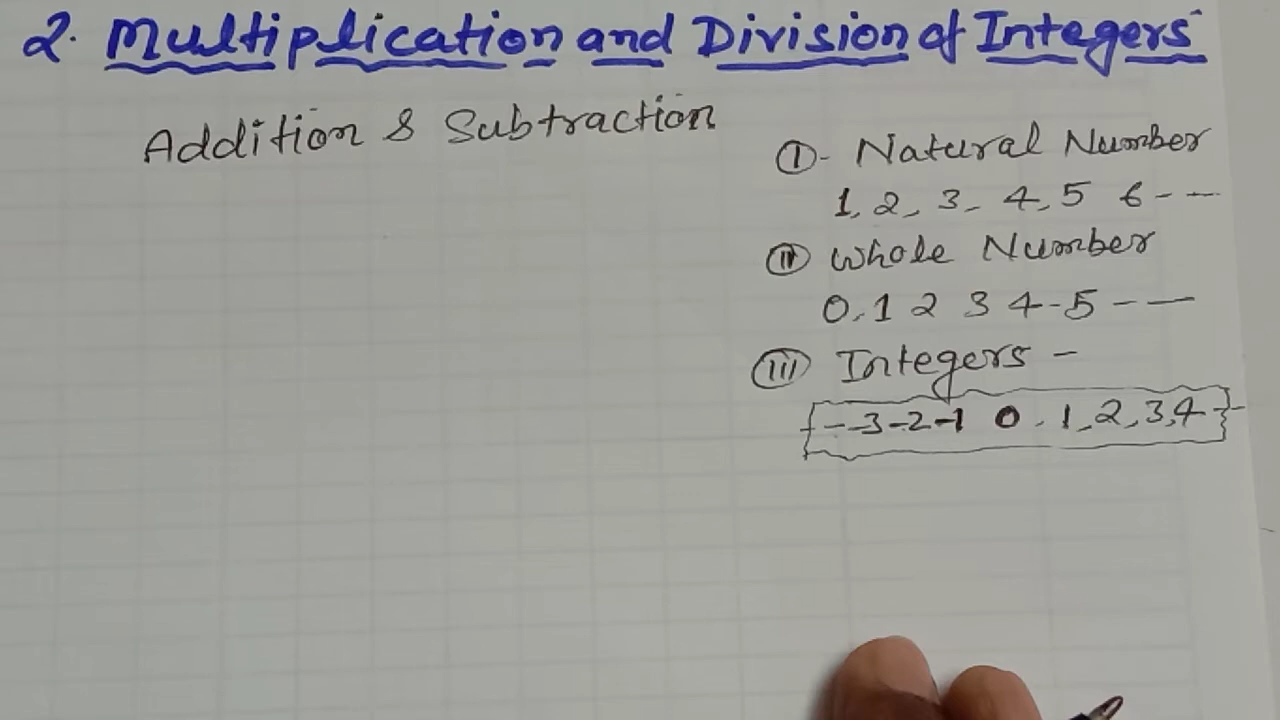 2. Multiplication and Division of Integers
Addition & Subtraction
(I)- Natural Number
1, 2, 3, 4, 5 6 - -
(II) Whole Number
0, 1 2 3 4-5 - -
(III) Integers -
{- -3 -2 -1 0, 1, 2, 3, 4 }-